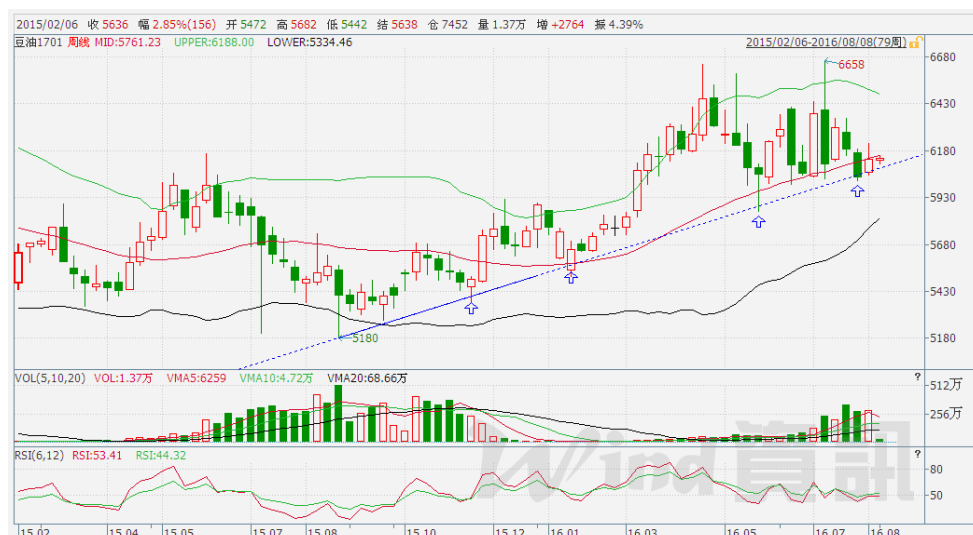 2015/02/06 收 5636 幅 2.85%(156) 开 5472 高 5682 低 5442 结 5638 仓 7452 量 1.37万 增 +2764 振 4.39%
豆油1701 周线 MID:5761.23 UPPER:6188.00 LOWER:5334.46 2015/02/06-2016/08/08(79周)
6680
6658
6430
6180
5930
5680
5430
5180
5180
VOL(5,10,20) VOL:1.37万 VMA5:6259 VMA10:4.72万 VMA20:68.66万 ?
512万
256万
RSI(6,12) RSI:53.41 RSI:44.32 ?
80
Wind 資訊
50
15.02 15.04 15.05 15.07 15.08 15.10 15.12 16.01 16.03 16.05 16.07 16.08